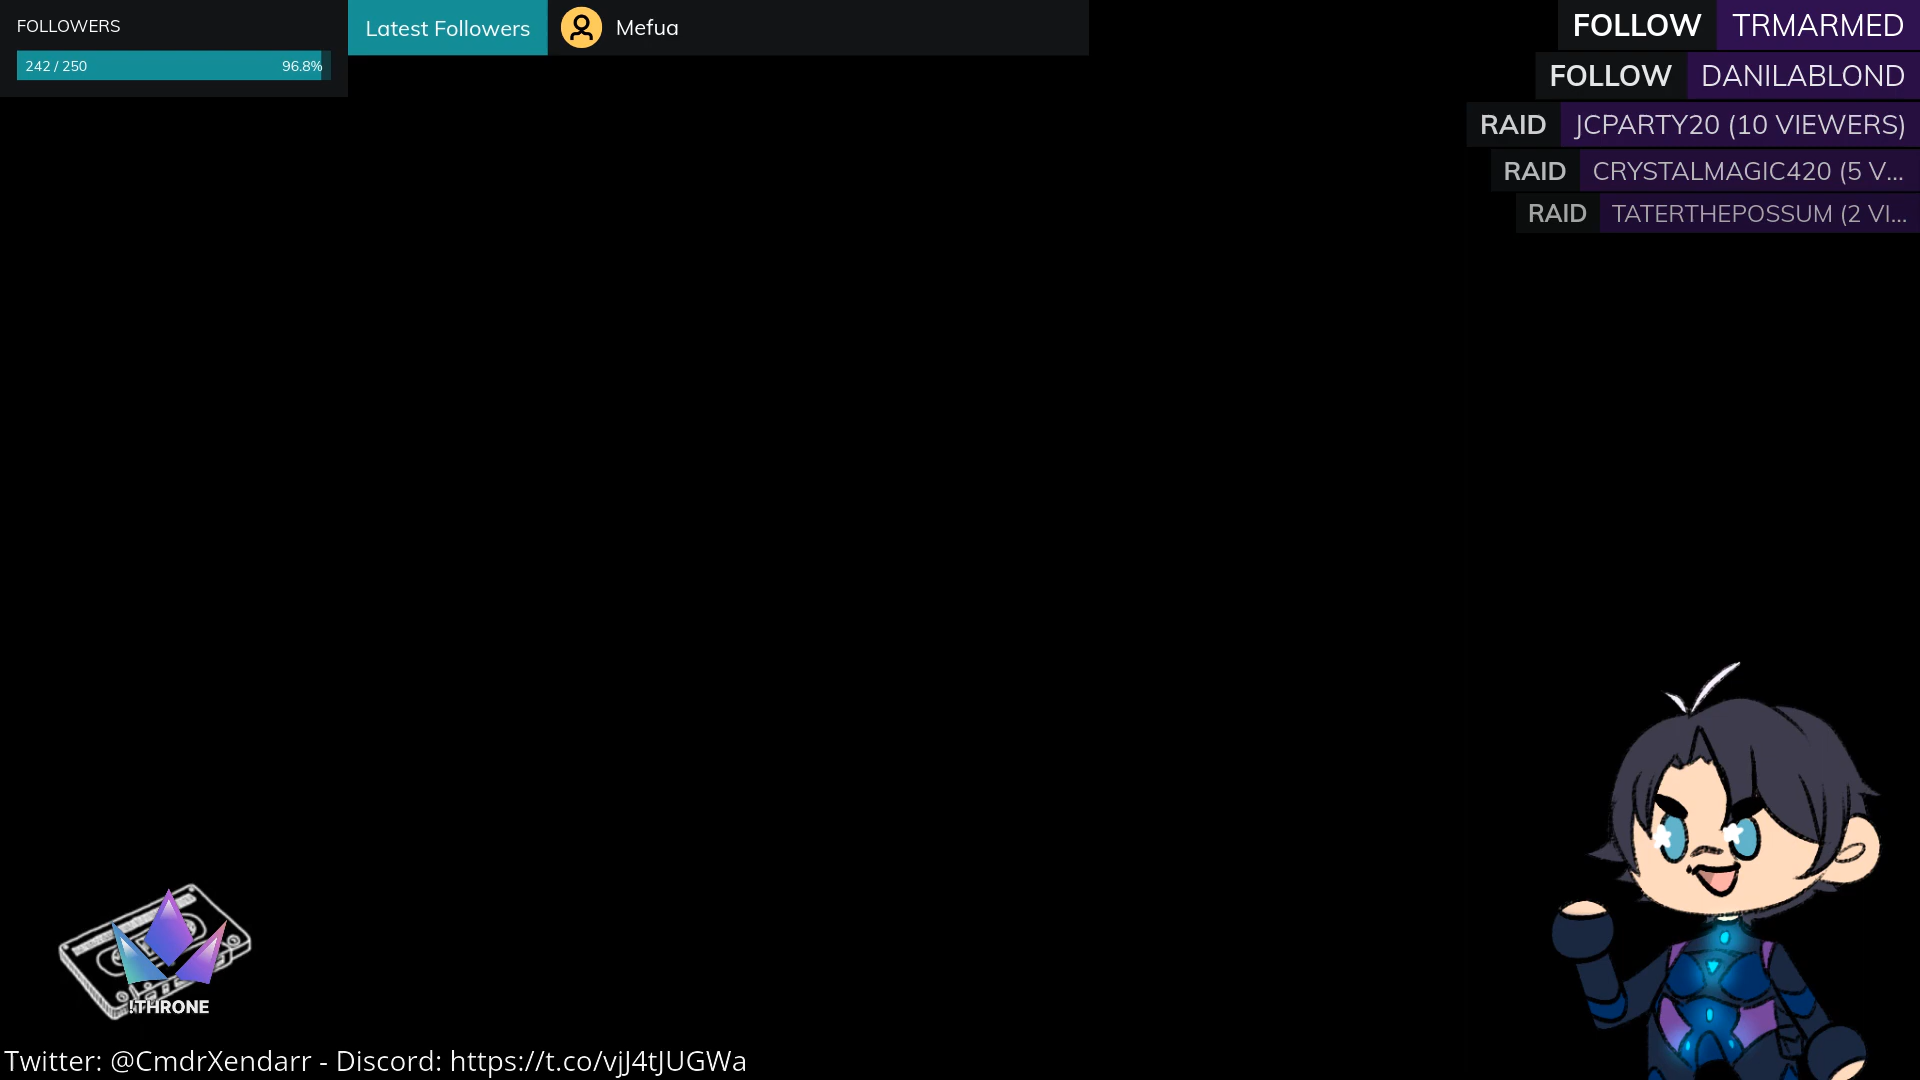 FOLLOWERS
242 / 250 96.8%
Latest Followers Mefua
FOLLOW TRMARMED
FOLLOW DANILABLOND
RAID JCPARTY20 (10 VIEWERS)
RAID CRYSTALMAGIC420 (5 V...
RAID TATERTHEPOSSUM (2 VI...
!THRONE
Twitter: @CmdrXendarr - Discord: https://t.co/vjJ4tJUGWa